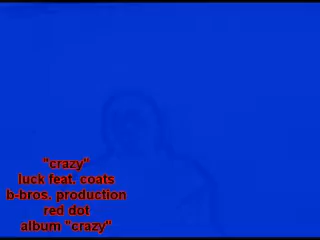 "crazy"
luck feat. coats
b-bros. production
red dot
album "crazy"